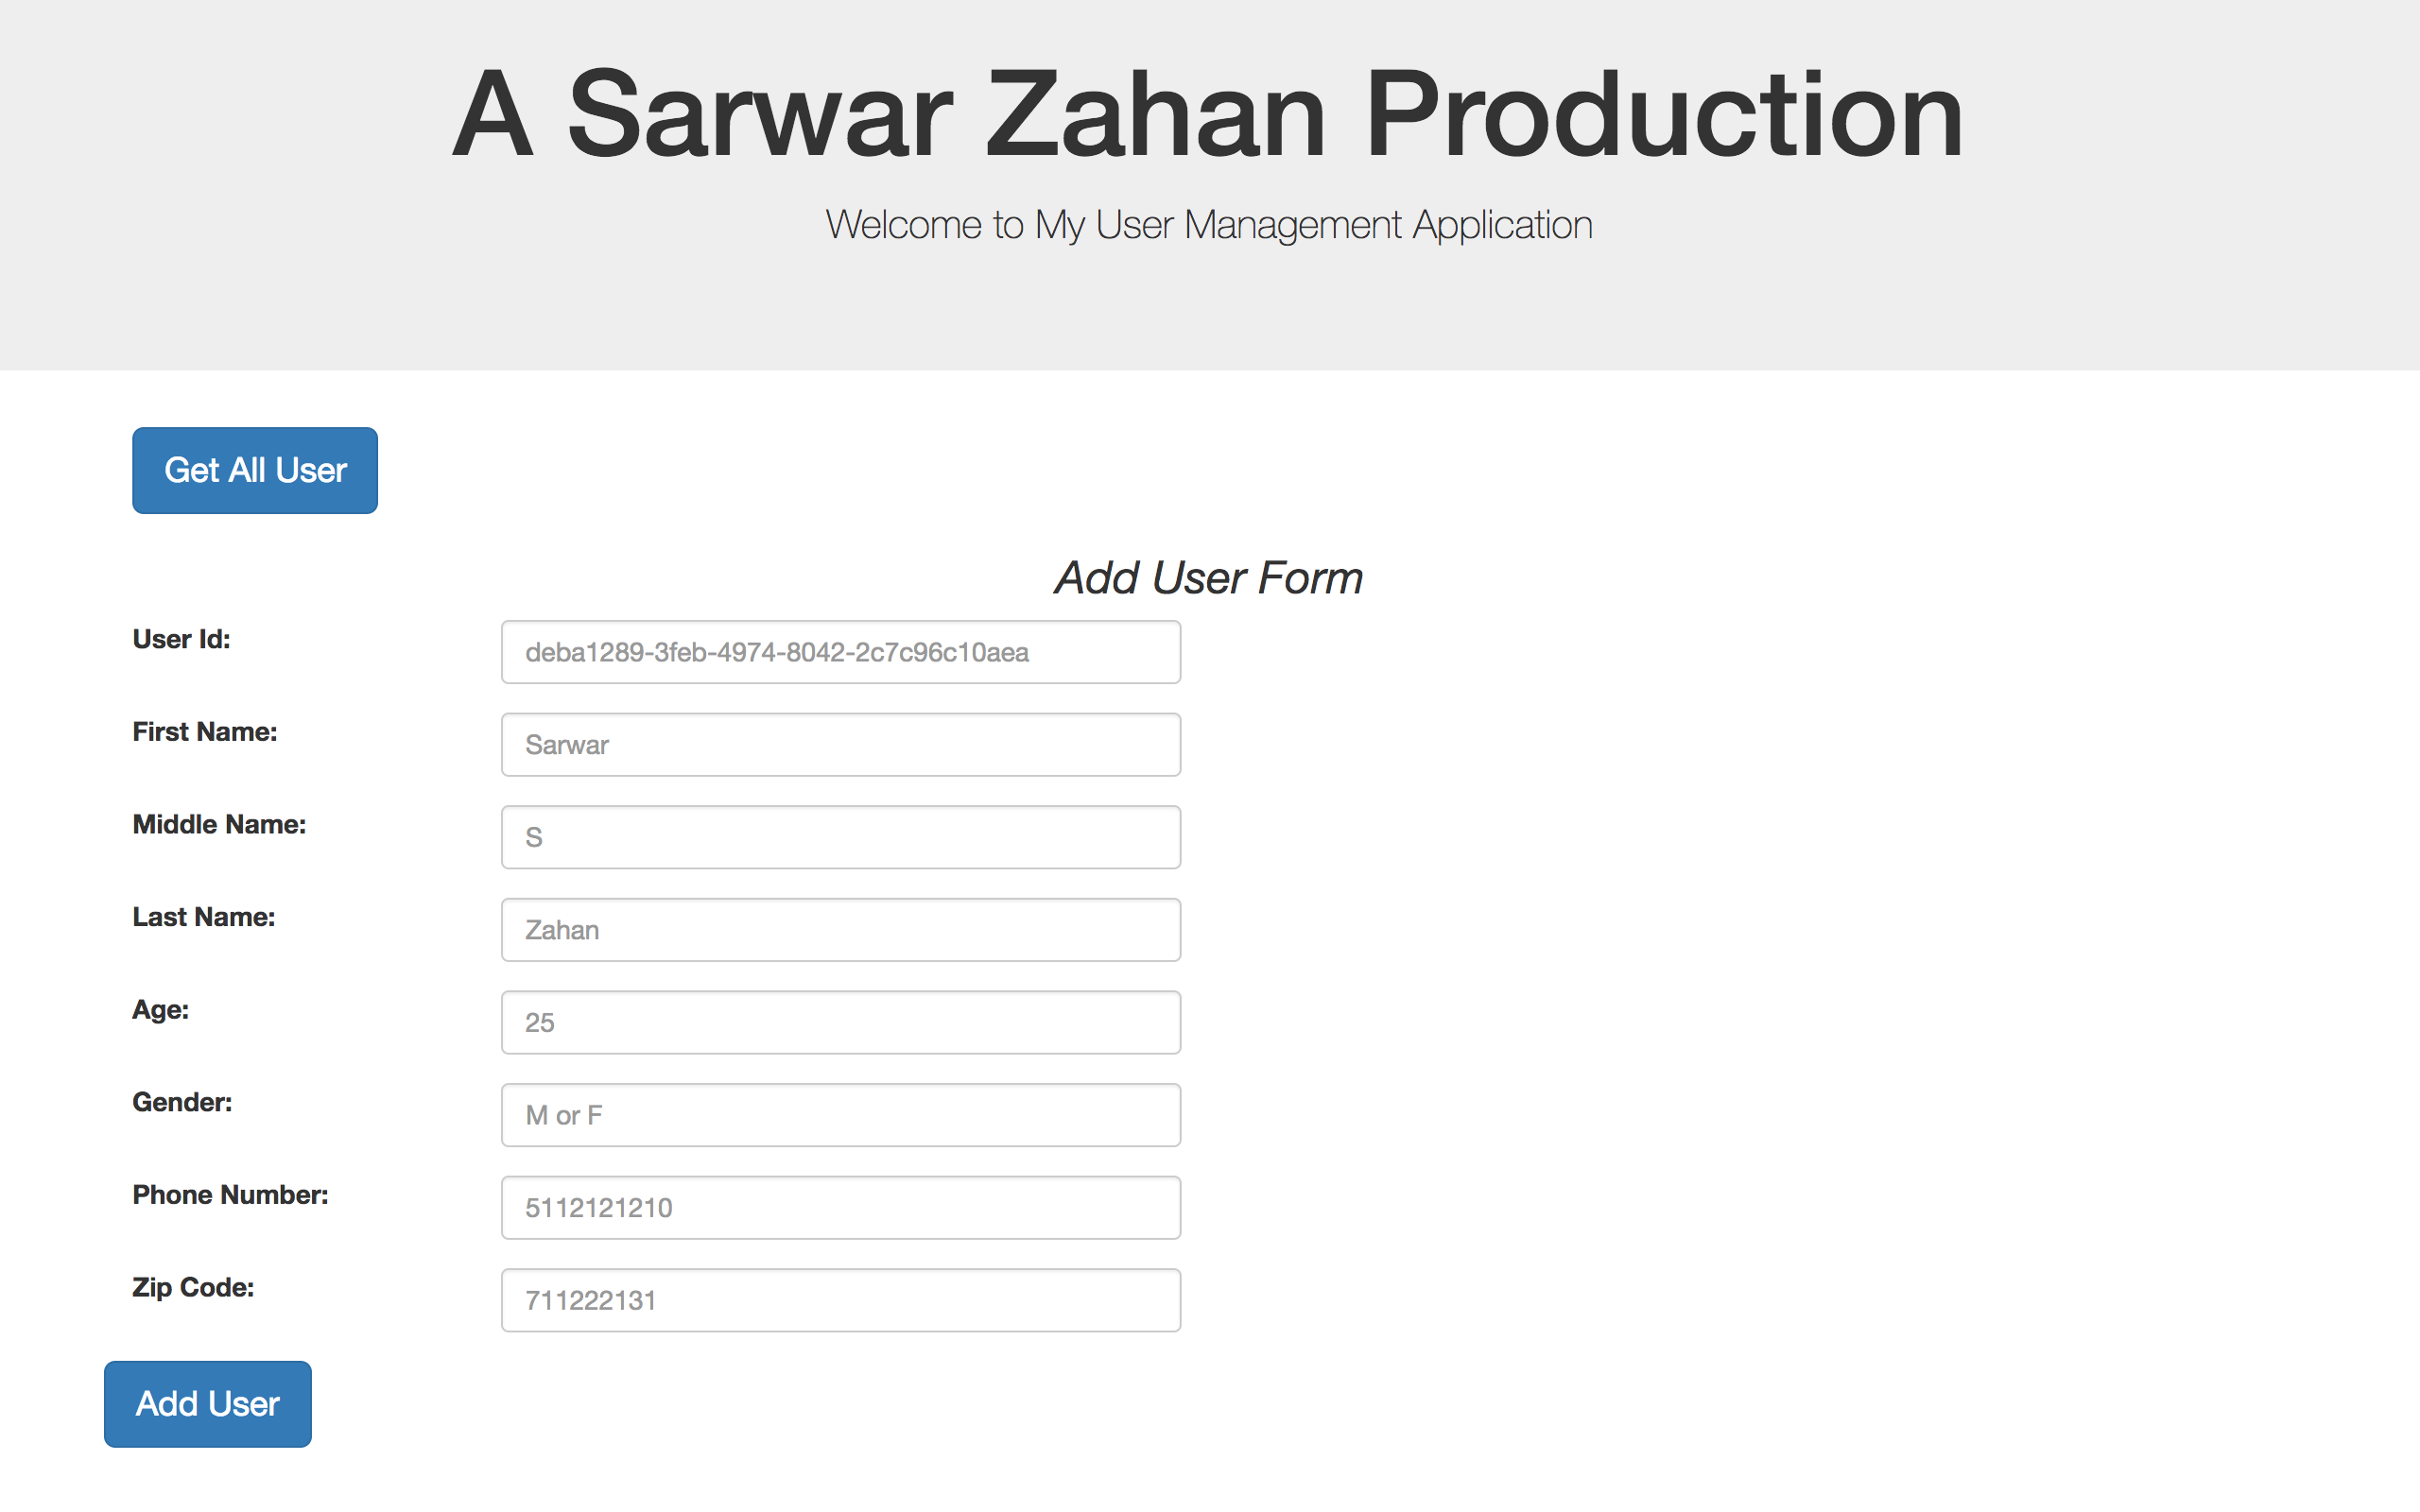 A Sarwar Zahan Production
Welcome to My User Management Application
Get All User
Add User Form
User Id: deba1289-3feb-4974-8042-2c7c96c10aea
First Name: Sarwar
Middle Name: S
Last Name: Zahan
Age: 25
Gender: M or F
Phone Number: 5112121210
Zip Code: 711222131
Add User